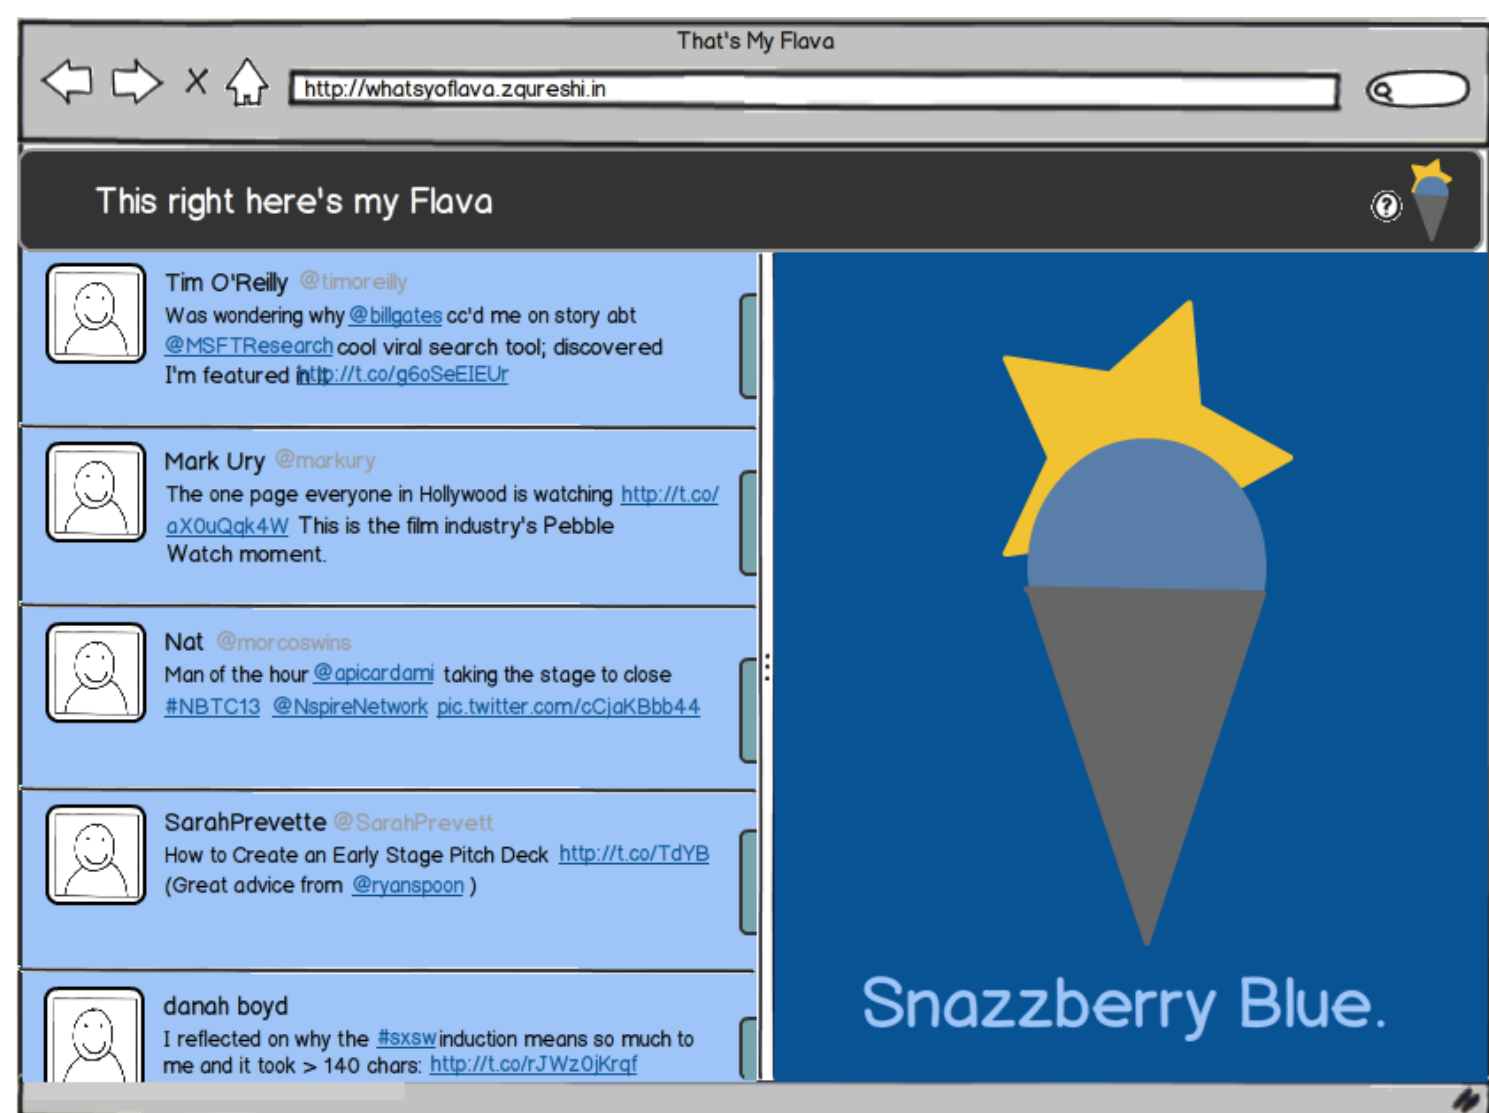 That's My Flava
http://whatsyoflava.zqureshi.in
This right here's my Flava
?
Tim O'Reilly @timoreilly
Was wondering why @billgates cc'd me on story abt
@MSFTResearch cool viral search tool; discovered
I'm featured in it http://t.co/g6oSeEIEUr
Mark Ury @markury
The one page everyone in Hollywood is watching http://t.co/
aX0uQqk4W This is the film industry's Pebble
Watch moment.
Nat @morcoswins
Man of the hour @apicardami taking the stage to close
#NBTC13 @NspireNetwork pic.twitter.com/cCjaKBbb44
SarahPrevette @SarahPrevett
How to Create an Early Stage Pitch Deck http://t.co/TdYB
(Great advice from @ryanspoon )
danah boyd
I reflected on why the #sxsw induction means so much to
me and it took > 140 chars: http://t.co/rJWz0jKrqf
Snazzberry Blue.